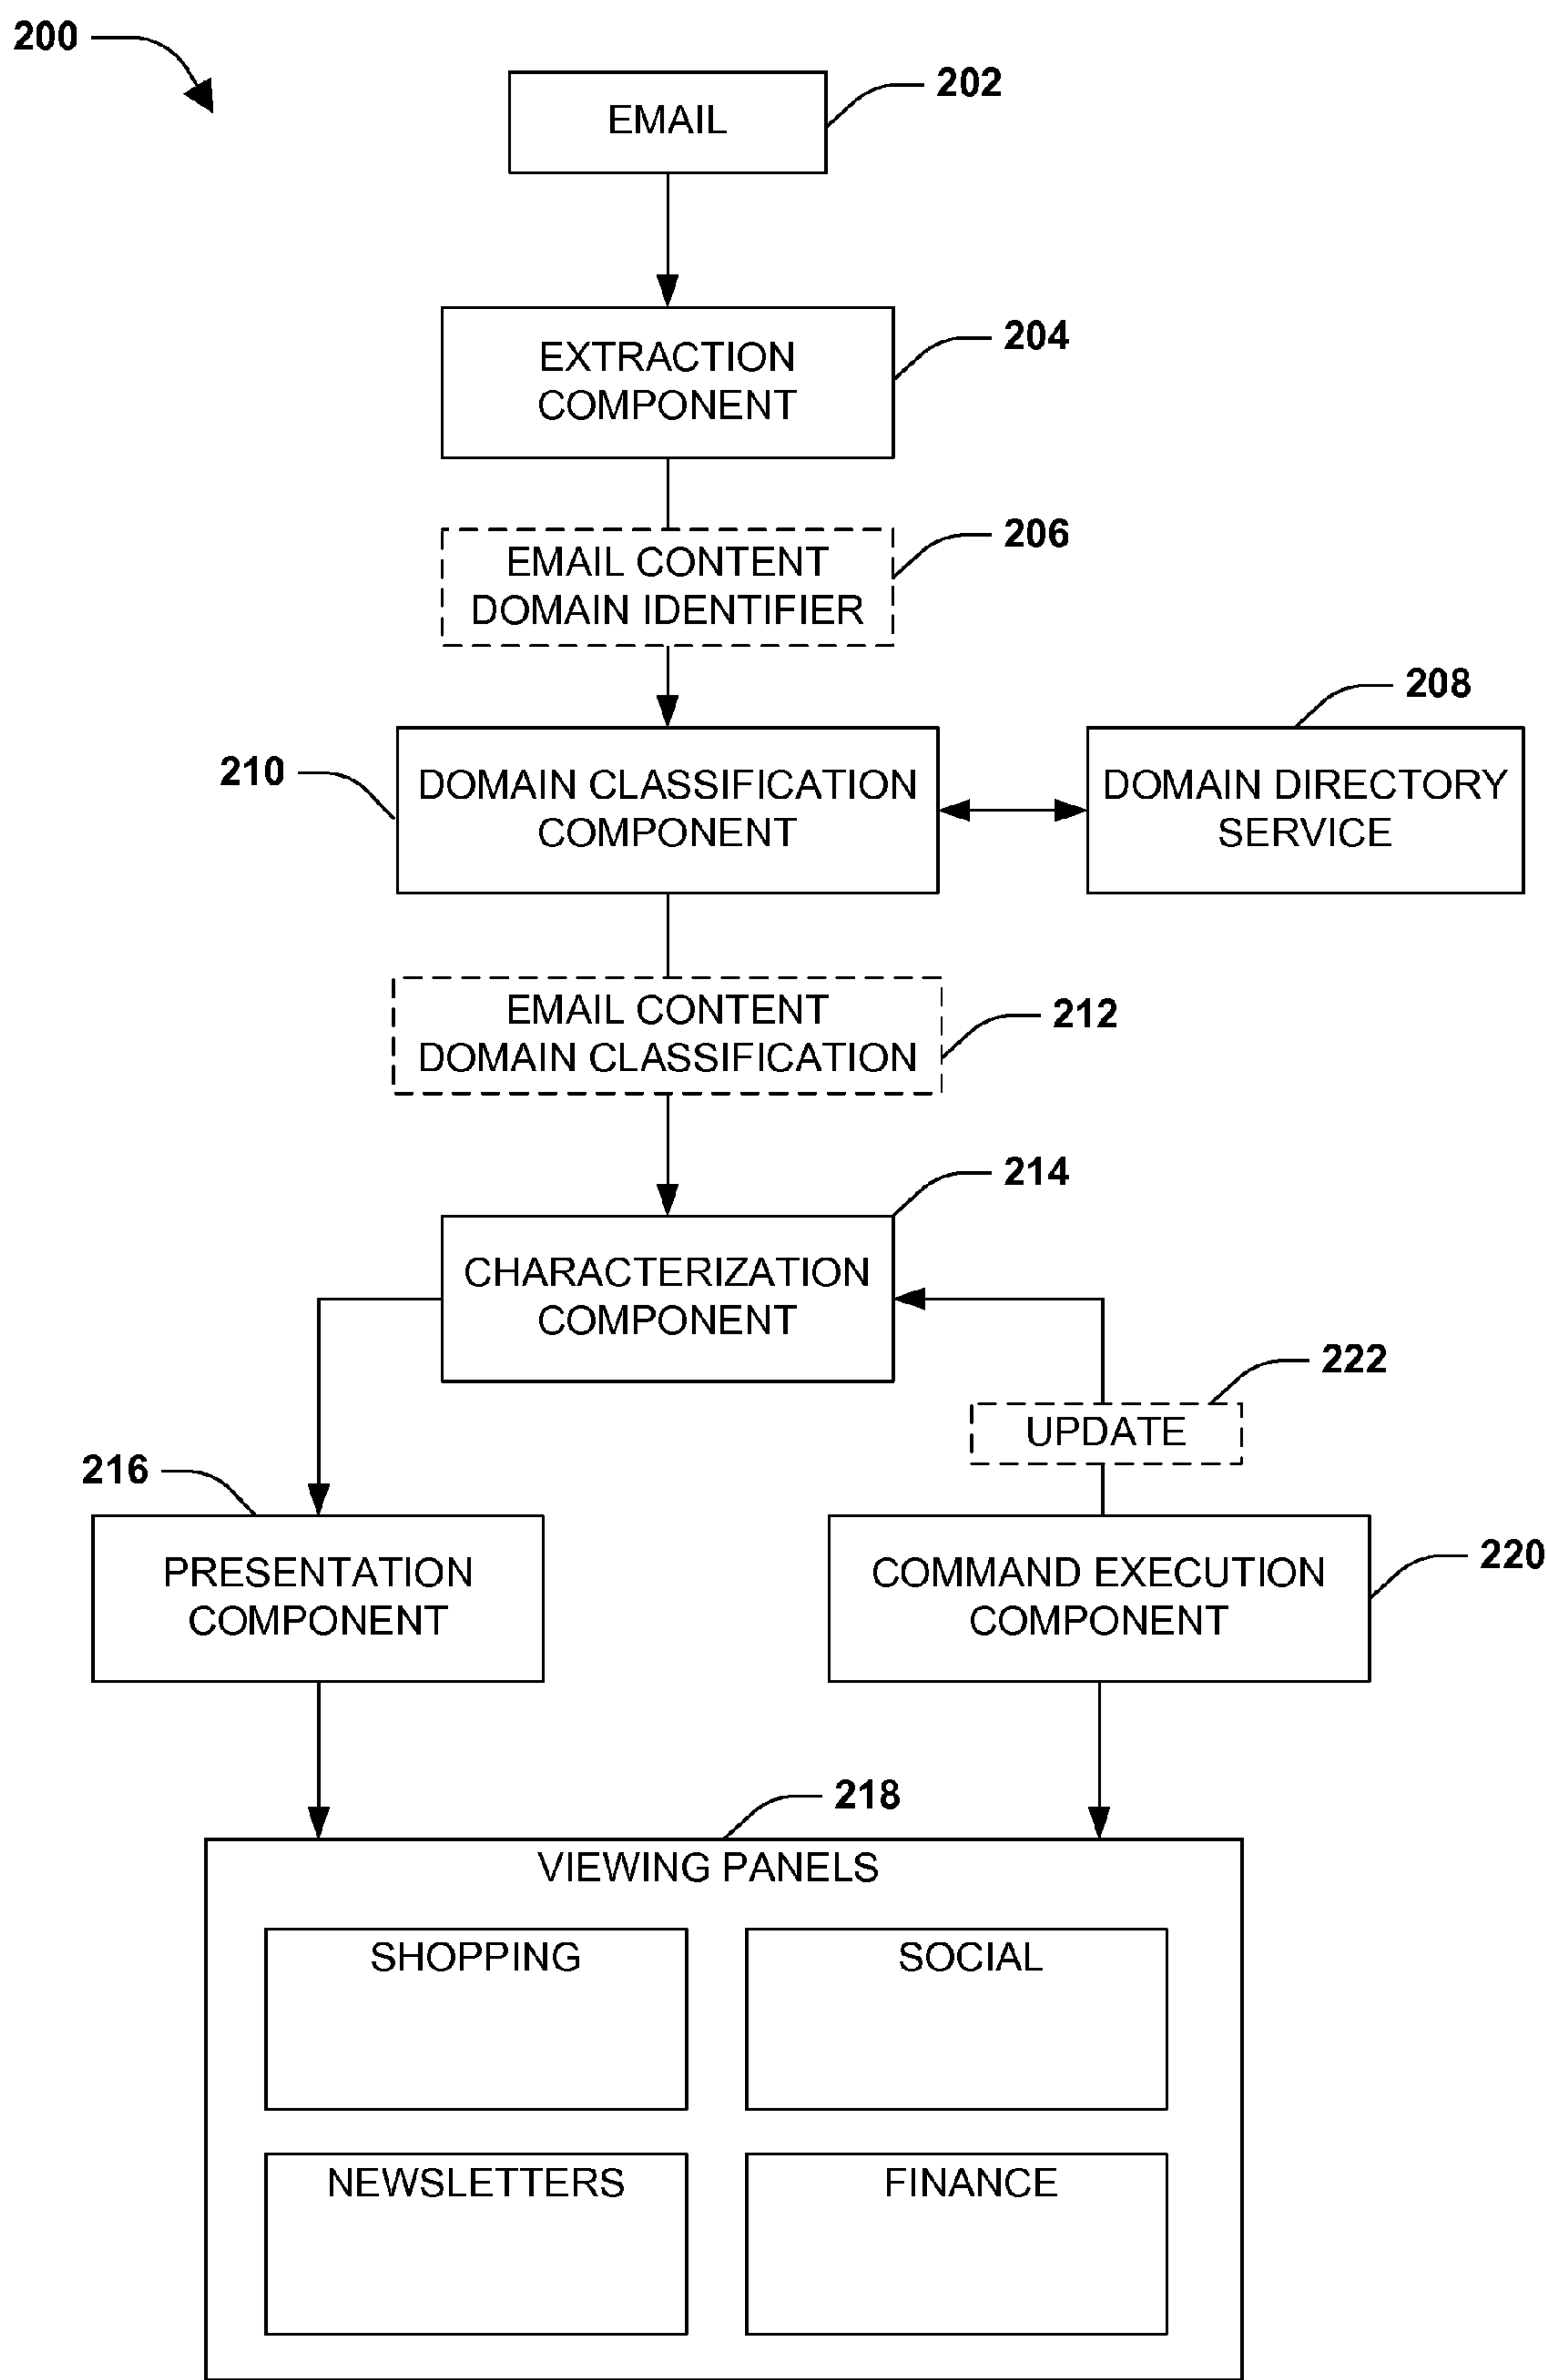 200
EMAIL
202
EXTRACTION
COMPONENT
204
EMAIL CONTENT
DOMAIN IDENTIFIER
206
208
210
DOMAIN CLASSIFICATION
COMPONENT
DOMAIN DIRECTORY
SERVICE
EMAIL CONTENT
DOMAIN CLASSIFICATION
212
214
CHARACTERIZATION
COMPONENT
222
UPDATE
216
PRESENTATION
COMPONENT
COMMAND EXECUTION
COMPONENT
220
218
VIEWING PANELS
SHOPPING
SOCIAL
NEWSLETTERS
FINANCE